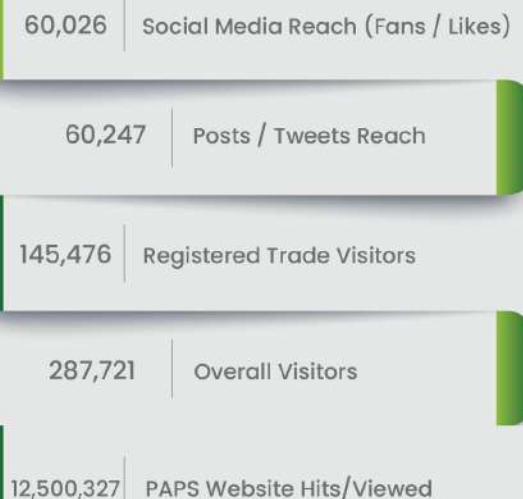 60,026 Social Media Reach (Fans / Likes)
60,247 Posts / Tweets Reach
145,476 Registered Trade Visitors
287,721 Overall Visitors
12,500,327 PAPS Website Hits/Viewed